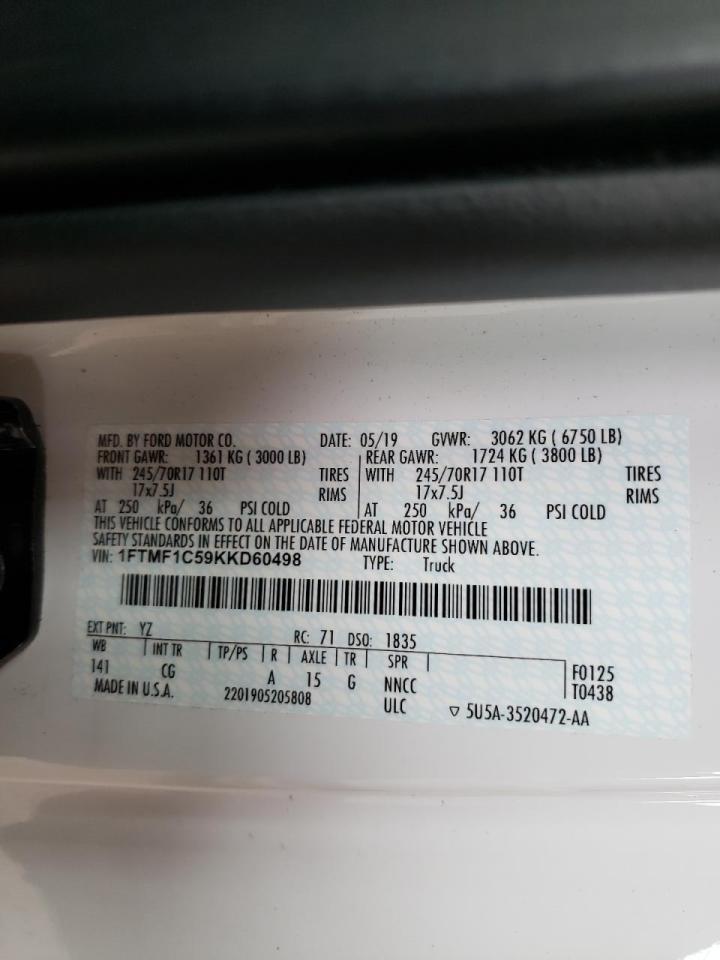 MFD. BY FORD MOTOR CO. DATE: 05/19 GVWR: 3062 KG ( 6750 LB)
FRONT GAWR: 1361 KG ( 3000 LB) REAR GAWR: 1724 KG ( 3800 LB)
WITH 245/70R17 110T TIRES WITH 245/70R17 110T TIRES
17x7.5J RIMS 17x7.5J RIMS
AT 250 kPa/ 36 PSI COLD AT 250 kPa/ 36 PSI COLD
THIS VEHICLE CONFORMS TO ALL APPLICABLE FEDERAL MOTOR VEHICLE
SAFETY STANDARDS IN EFFECT ON THE DATE OF MANUFACTURE SHOWN ABOVE.
VIN: 1FTMF1C59KKD60498 TYPE: Truck
EXT PNT: YZ RC: 71 DSO: 1835
WB INT TR TP/PS R AXLE TR SPR F0125
141 CG A 15 G NNCC T0438
MADE IN U.S.A. 2201905205808 ULC ▽ 5U5A-3520472-AA